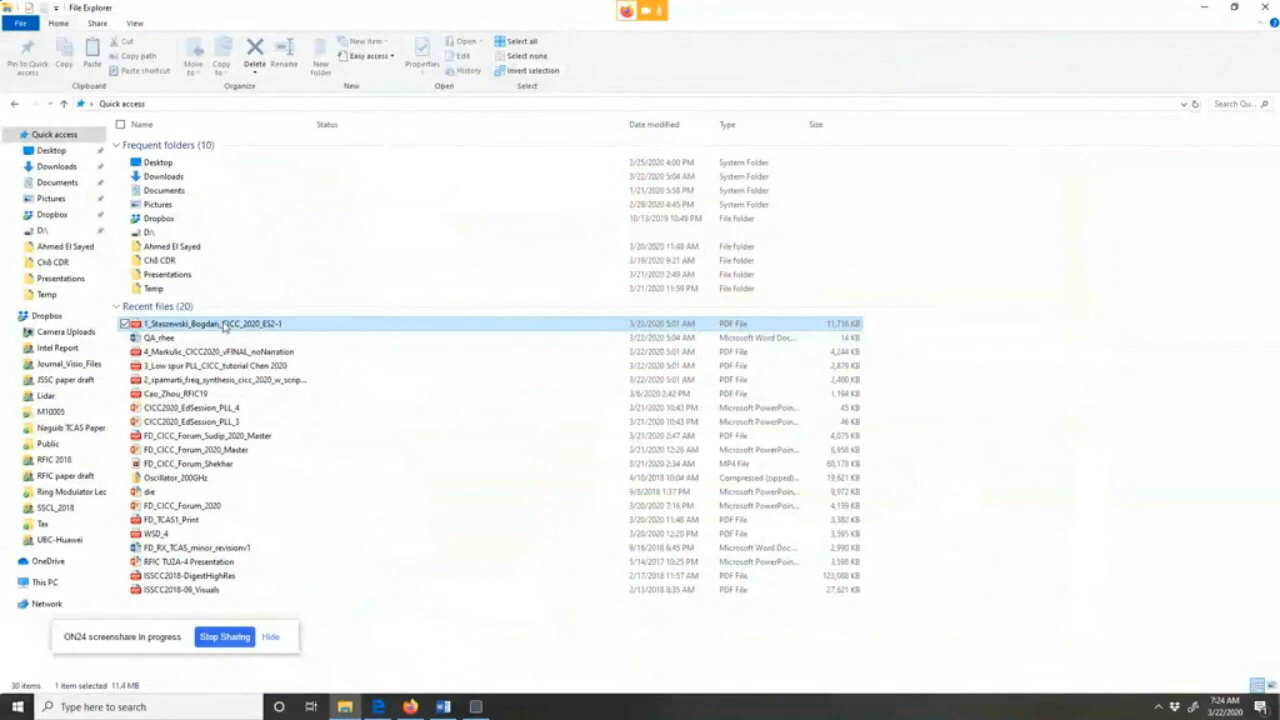 File Explorer
File Home Share View
Pin to Quick access
Copy
Paste
Cut
Copy path
Paste shortcut
Clipboard
Move to
Copy to
Delete
Rename
Organize
New folder
New item
Easy access
New
Properties
Open
Edit
History
Open
Select all
Select none
Invert selection
Select
Quick access
Search Qu...
Name Status Date modified Type Size
Quick access
Desktop
Downloads
Documents
Pictures
Dropbox
D:\
Ahmed El Sayed
Ch8 CDR
Presentations
Temp
Dropbox
Camera Uploads
Intel Report
Journal_Visio_Files
JSSC paper draft
Lidar
M10005
Naguib TCAS Paper
Public
RFIC 2018
RFIC paper draft
Ring Modulator Lec
SSCL_2018
Tax
UBC-Huawei
OneDrive
This PC
Network
Frequent folders (10)
Desktop 2/25/2020 4:00 PM System Folder
Downloads 3/22/2020 5:04 AM System Folder
Documents 1/21/2020 5:58 PM System Folder
Pictures 2/29/2020 4:45 PM System Folder
Dropbox 10/13/2019 10:49 PM File folder
D:\
Ahmed El Sayed 3/20/2020 11:48 AM File folder
Ch8 CDR 3/19/2020 9:21 AM File folder
Presentations 3/21/2020 2:49 AM File folder
Temp 3/21/2020 11:59 PM File folder
Recent files (20)
1_Staszewski_Bogdan_CICC_2020_ES2-1 3/22/2020 5:01 AM PDF File 11,716 KB
QA_rhee 3/22/2020 5:04 AM Microsoft Word Doc... 14 KB
4_Markulic_CICC2020_vFINAL_noNarration 3/22/2020 5:01 AM PDF File 4,244 KB
3_Low spur PLL_CICC_tutorial Chen 2020 3/22/2020 5:01 AM PDF File 2,879 KB
2_spamarti_freq_synthesis_cicc_2020_w_scrip... 3/22/2020 5:01 AM PDF File 2,400 KB
Cao_Zhou_RFIC19 3/6/2020 2:42 PM PDF File 1,194 KB
CICC2020_EdSession_PLL_4 3/21/2020 10:43 PM Microsoft PowerPoin... 45 KB
CICC2020_EdSession_PLL_3 3/21/2020 10:43 PM Microsoft PowerPoin... 46 KB
FD_CICC_Forum_Sudip_2020_Master 3/21/2020 2:47 AM PDF File 4,075 KB
FD_CICC_Forum_2020_Master 3/21/2020 12:26 AM Microsoft PowerPoin... 6,958 KB
FD_CICC_Forum_Shekhar 3/21/2020 2:34 AM MP4 File 60,178 KB
Oscillator_200GHz 4/10/2018 10:04 AM Compressed (zipped)... 19,621 KB
die 9/8/2018 1:37 PM Microsoft PowerPoin... 9,972 KB
FD_CICC_Forum_2020 3/20/2020 7:16 PM Microsoft PowerPoin... 4,139 KB
FD_TCAS1_Print 3/20/2020 11:48 AM PDF File 3,382 KB
WSD_4 3/20/2020 12:20 PM PDF File 3,595 KB
FD_RX_TCAS_minor_revisionv1 9/16/2018 6:45 PM Microsoft Word Doc... 2,990 KB
RFIC TU2A-4 Presentation 5/14/2017 10:25 PM Microsoft PowerPoin... 3,598 KB
ISSCC2018-DigestHighRes 2/17/2018 11:57 AM PDF File 123,088 KB
ISSCC2018-09_Visuals 2/13/2018 8:35 AM PDF File 27,621 KB
ON24 screenshare in progress Stop Sharing Hide
30 items 1 item selected 11.4 MB
Type here to search
7:24 AM
3/22/2020